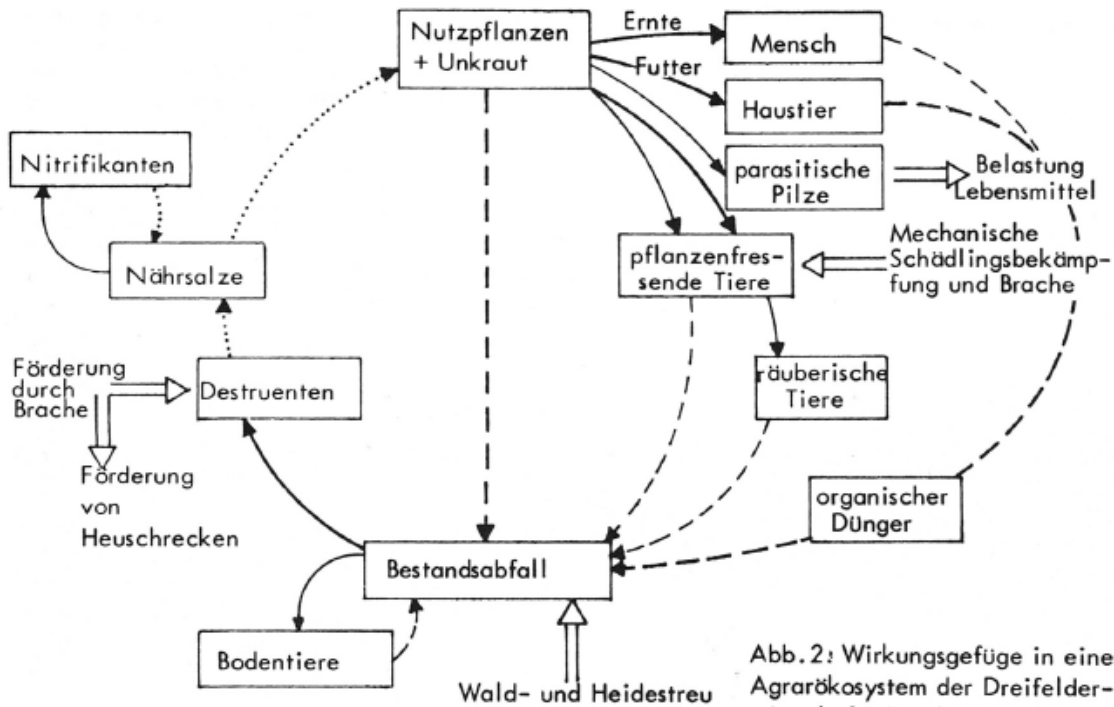 Nutzpflanzen
+ Unkraut
Ernte
Mensch
Futter
Haustier
Nitrifikanten
parasitische
Pilze
Belastung
Lebensmittel
Nährsalze
pflanzenfres-
sende Tiere
Mechanische
Schädlingsbekämp-
fung und Brache
Förderung
durch
Brache
Destruenten
räuberische
Tiere
Förderung
von
Heuschrecken
organischer
Dünger
Bestandsabfall
Bodentiere
Wald- und Heidestreu
Abb.2: Wirkungsgefüge in eine
Agrarökosystem der Dreifelder-